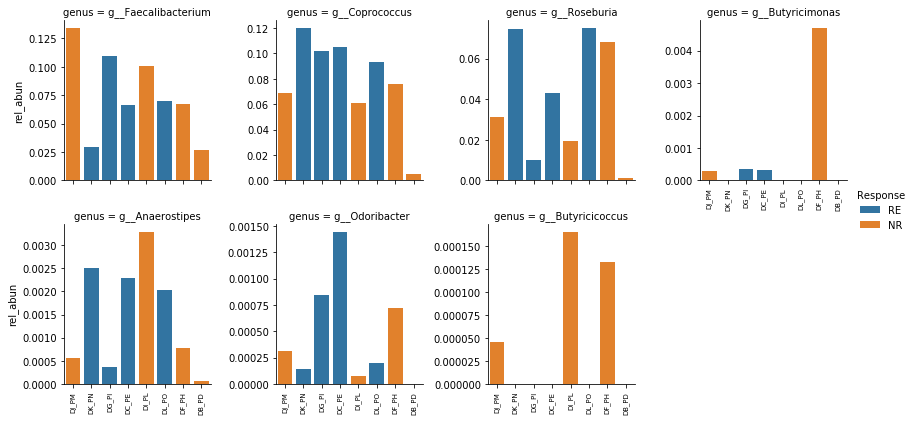 genus = g__Faecalibacterium
rel_abun
0.125
0.100
0.075
0.050
0.025
0.000
genus = g__Coprococcus
0.12
0.10
0.08
0.06
0.04
0.02
0.00
genus = g__Roseburia
0.06
0.04
0.02
0.00
genus = g__Butyricimonas
0.004
0.003
0.002
0.001
0.000
DJ_PM
DK_PN
DG_PI
DC_PE
DI_PL
DL_PO
DF_PH
DB_PD
Response
RE
NR
genus = g__Anaerostipes
rel_abun
0.0030
0.0025
0.0020
0.0015
0.0010
0.0005
0.0000
DJ_PM
DK_PN
DG_PI
DC_PE
DI_PL
DL_PO
DF_PH
DB_PD
genus = g__Odoribacter
0.00150
0.00125
0.00100
0.00075
0.00050
0.00025
0.00000
DJ_PM
DK_PN
DG_PI
DC_PE
DI_PL
DL_PO
DF_PH
DB_PD
genus = g__Butyricicoccus
0.000150
0.000125
0.000100
0.000075
0.000050
0.000025
0.000000
DJ_PM
DK_PN
DG_PI
DC_PE
DI_PL
DL_PO
DF_PH
DB_PD